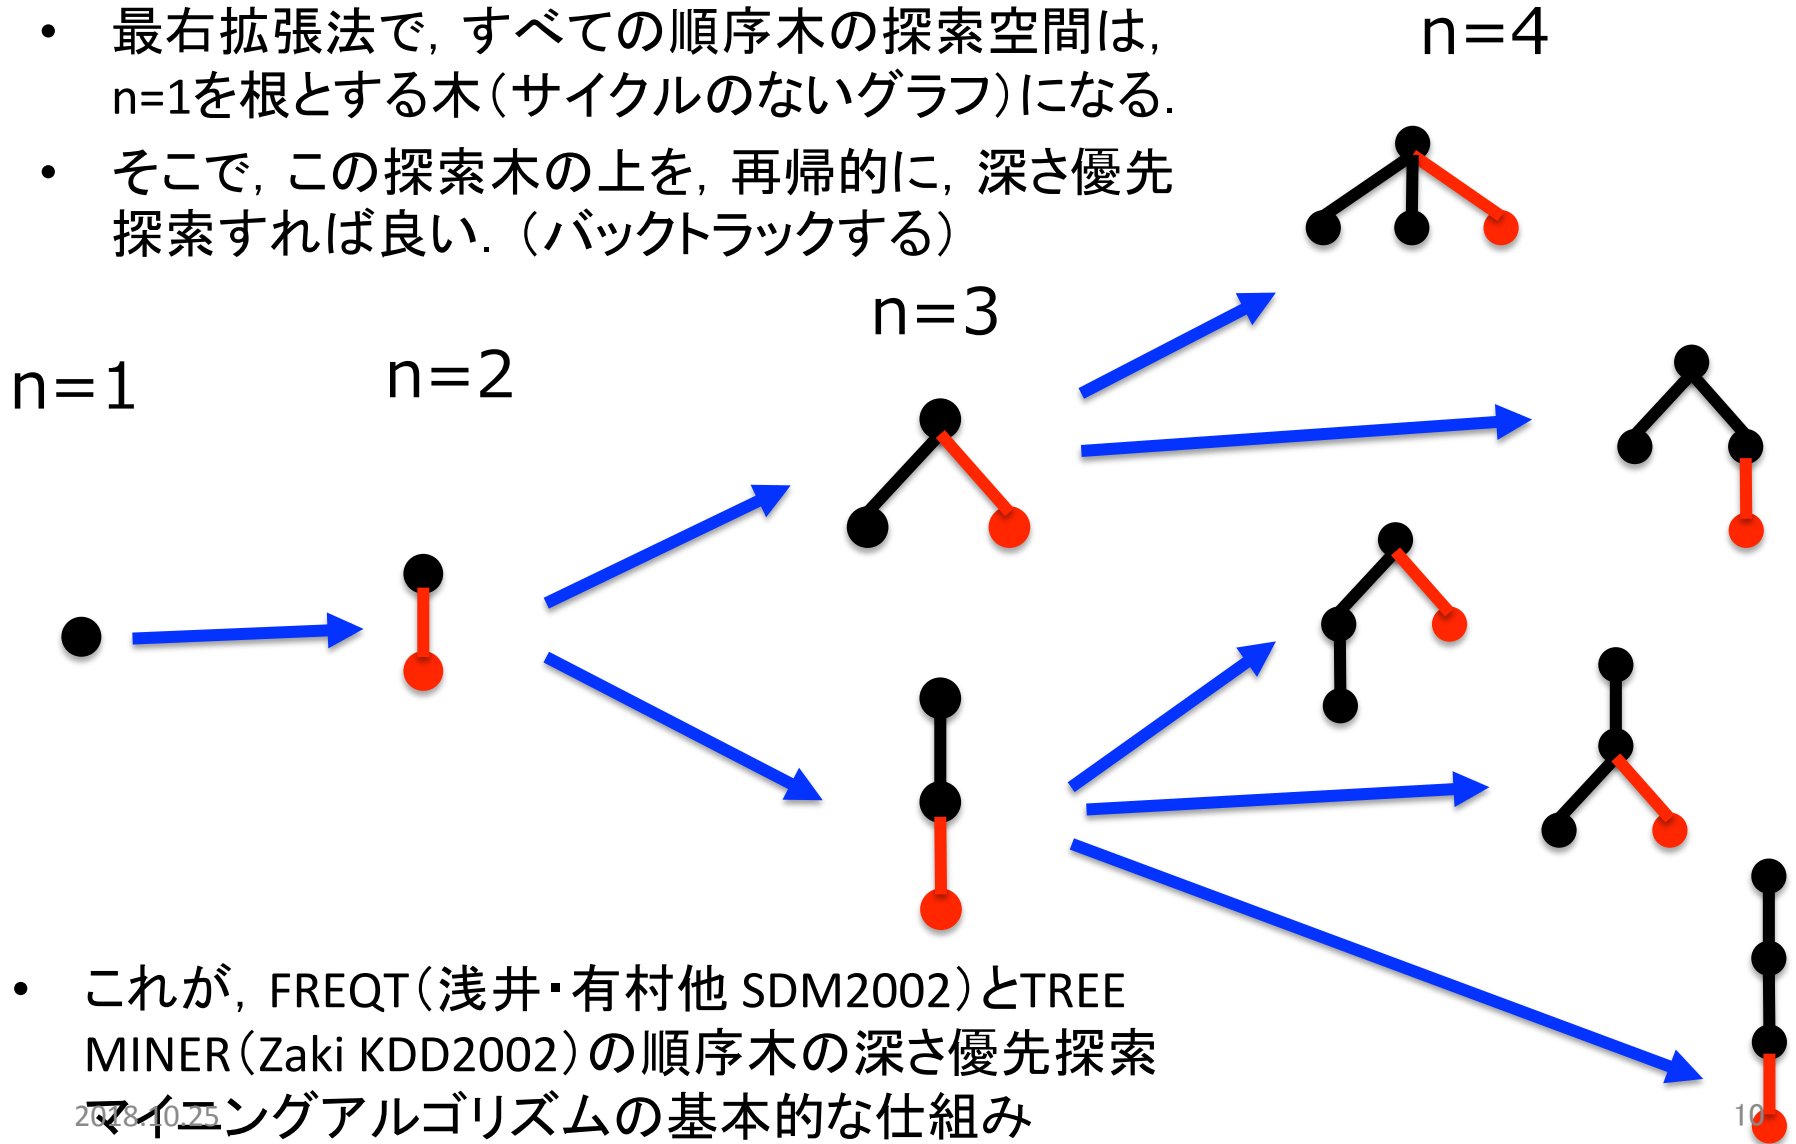 • 最右拡張法で，すべての順序木の探索空間は，
n=1を根とする木（サイクルのないグラフ）になる．
• そこで，この探索木の上を，再帰的に，深さ優先
探索すれば良い．（バックトラックする）
n=1
n=2
n=3
n=4
• これが，FREQT（浅井・有村他 SDM2002）とTREE
MINER（Zaki KDD2002）の順序木の深さ優先探索
マイニングアルゴリズムの基本的な仕組み
2018.10.25
10